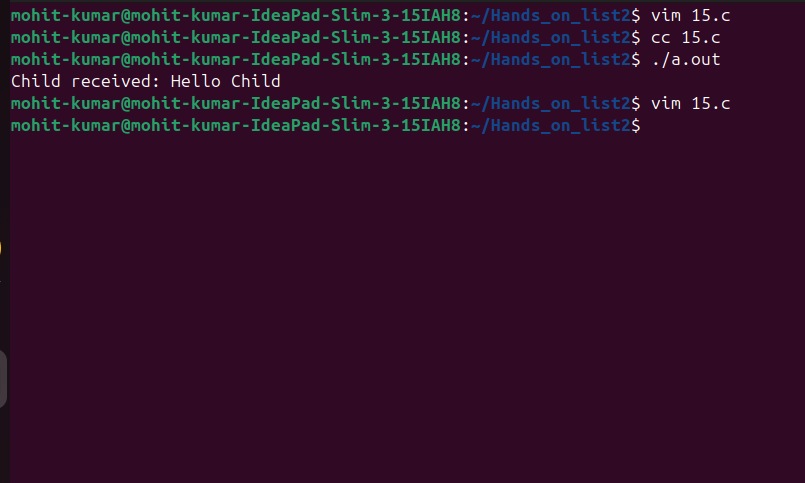 mohit-kumar@mohit-kumar-IdeaPad-Slim-3-15IAH8:~/Hands_on_list2$ vim 15.c
mohit-kumar@mohit-kumar-IdeaPad-Slim-3-15IAH8:~/Hands_on_list2$ cc 15.c
mohit-kumar@mohit-kumar-IdeaPad-Slim-3-15IAH8:~/Hands_on_list2$ ./a.out
Child received: Hello Child
mohit-kumar@mohit-kumar-IdeaPad-Slim-3-15IAH8:~/Hands_on_list2$ vim 15.c
mohit-kumar@mohit-kumar-IdeaPad-Slim-3-15IAH8:~/Hands_on_list2$